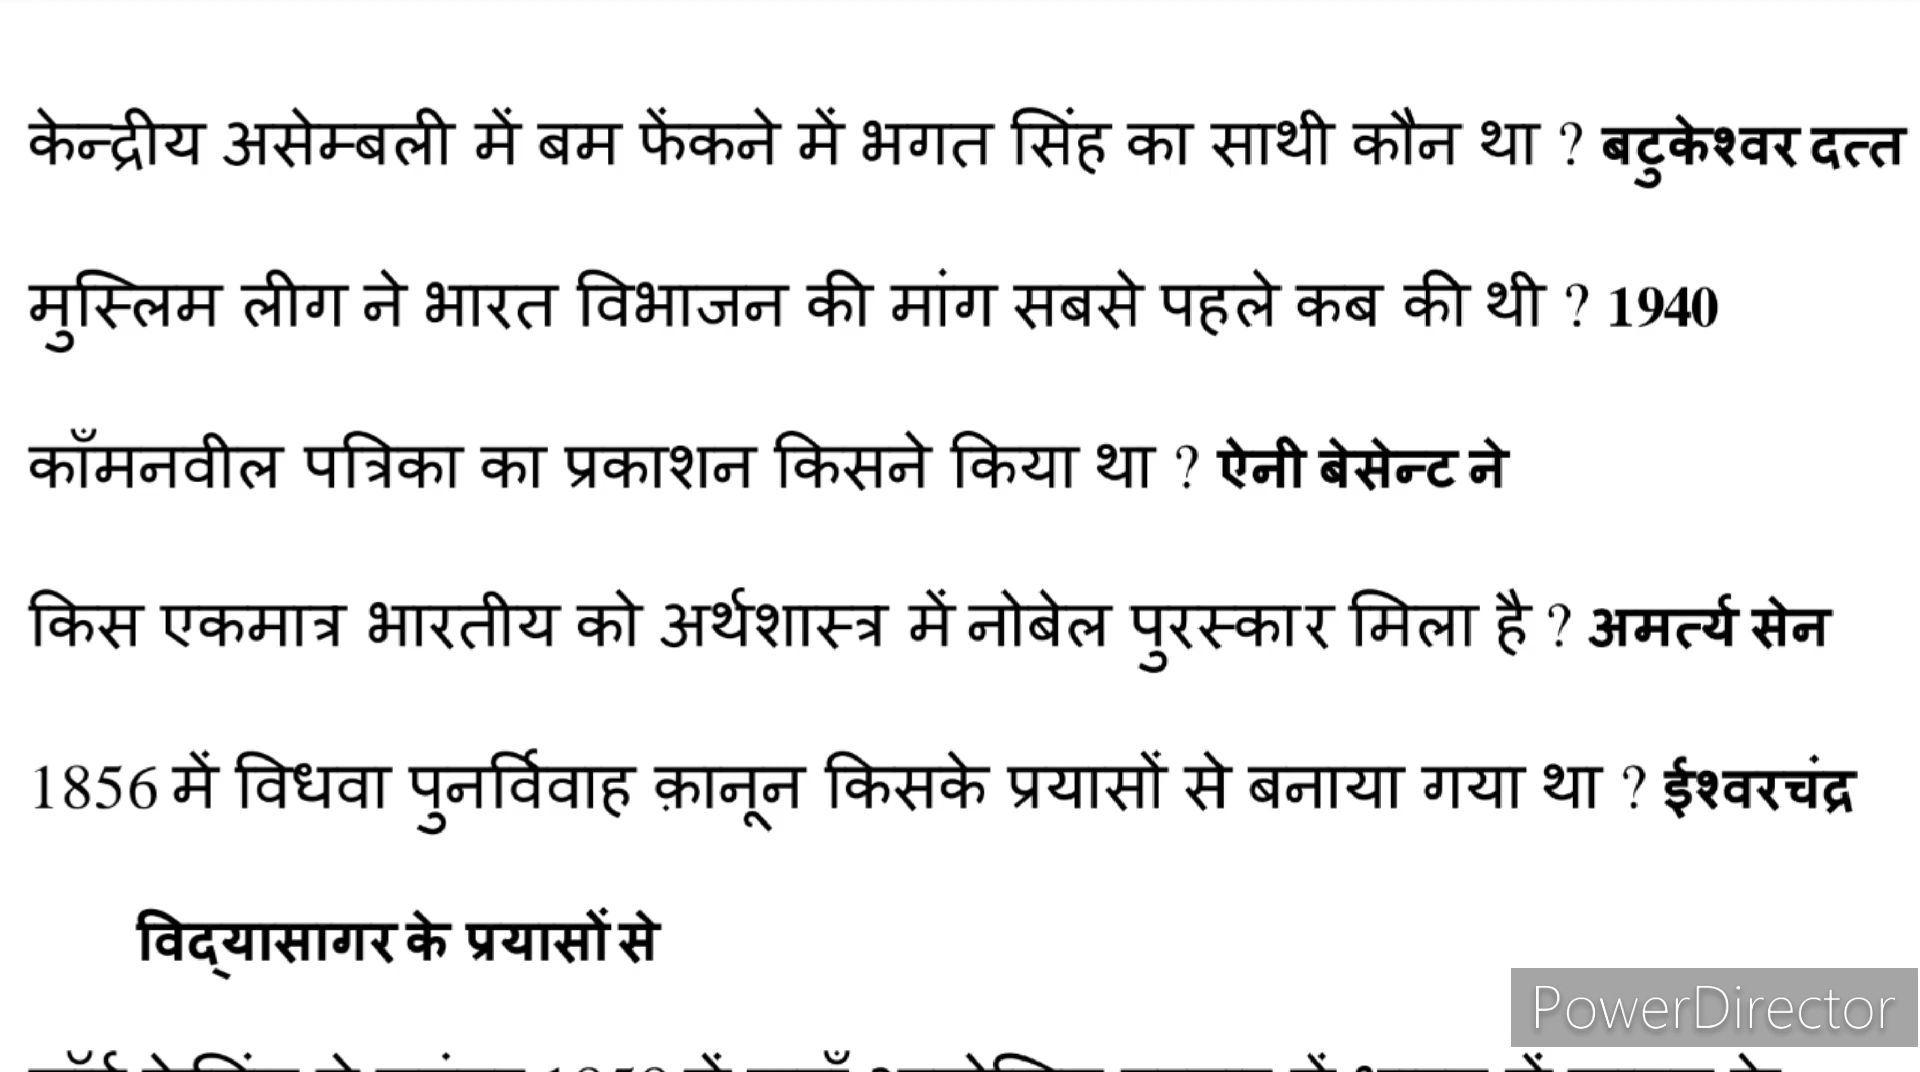 केन्द्रीय असेम्बली में बम फेंकने में भगत सिंह का साथी कौन था ? बटुकेश्वर दत्त
मुस्लिम लीग ने भारत विभाजन की मांग सबसे पहले कब की थी ? 1940
कॉँमनवील पत्रिका का प्रकाशन किसने किया था ? ऐनी बेसेन्ट ने
किस एकमात्र भारतीय को अर्थशास्त्र में नोबेल पुरस्कार मिला है ? अमर्त्य सेन
1856 में विधवा पुनर्विवाह क़ानून किसके प्रयासों से बनाया गया था ? ईश्वरचंद्र
विद्यासागर के प्रयासों से
PowerDirector